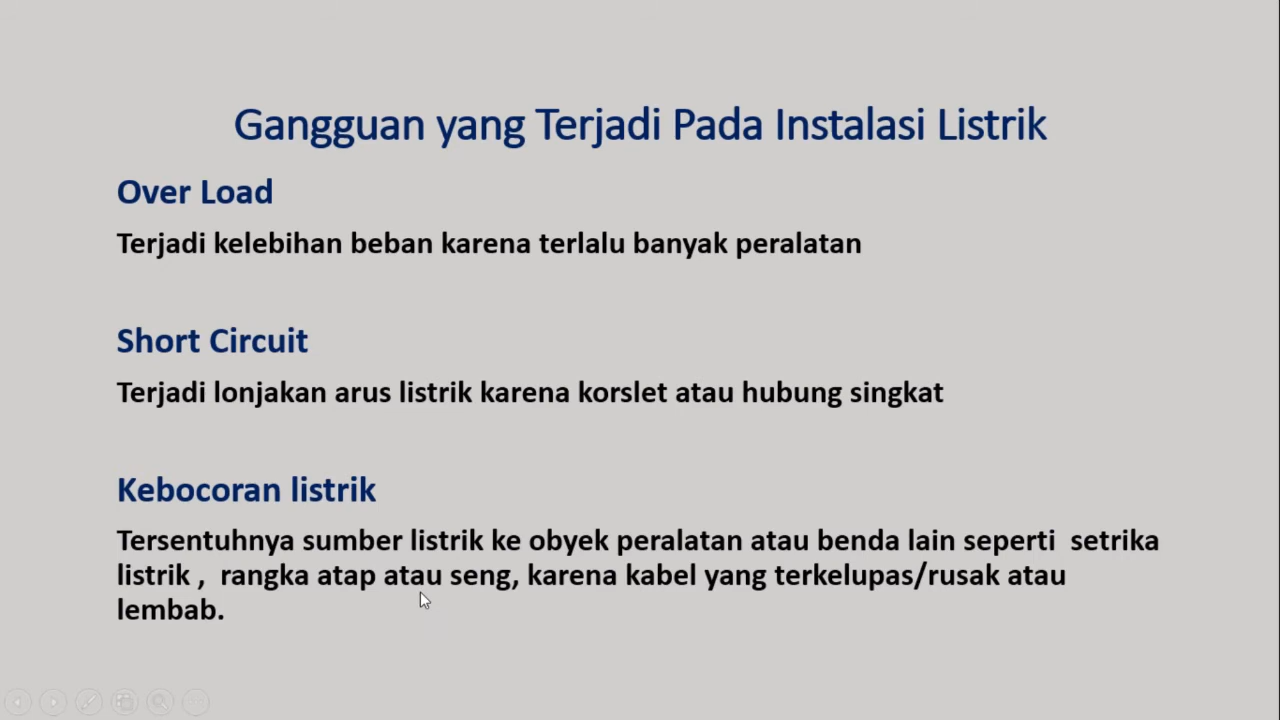 Gangguan yang Terjadi Pada Instalasi Listrik
Over Load
Terjadi kelebihan beban karena terlalu banyak peralatan
Short Circuit
Terjadi lonjakan arus listrik karena korslet atau hubung singkat
Kebocoran listrik
Tersentuhnya sumber listrik ke obyek peralatan atau benda lain seperti  setrika
listrik ,  rangka atap atau seng, karena kabel yang terkelupas/rusak atau
lembab.